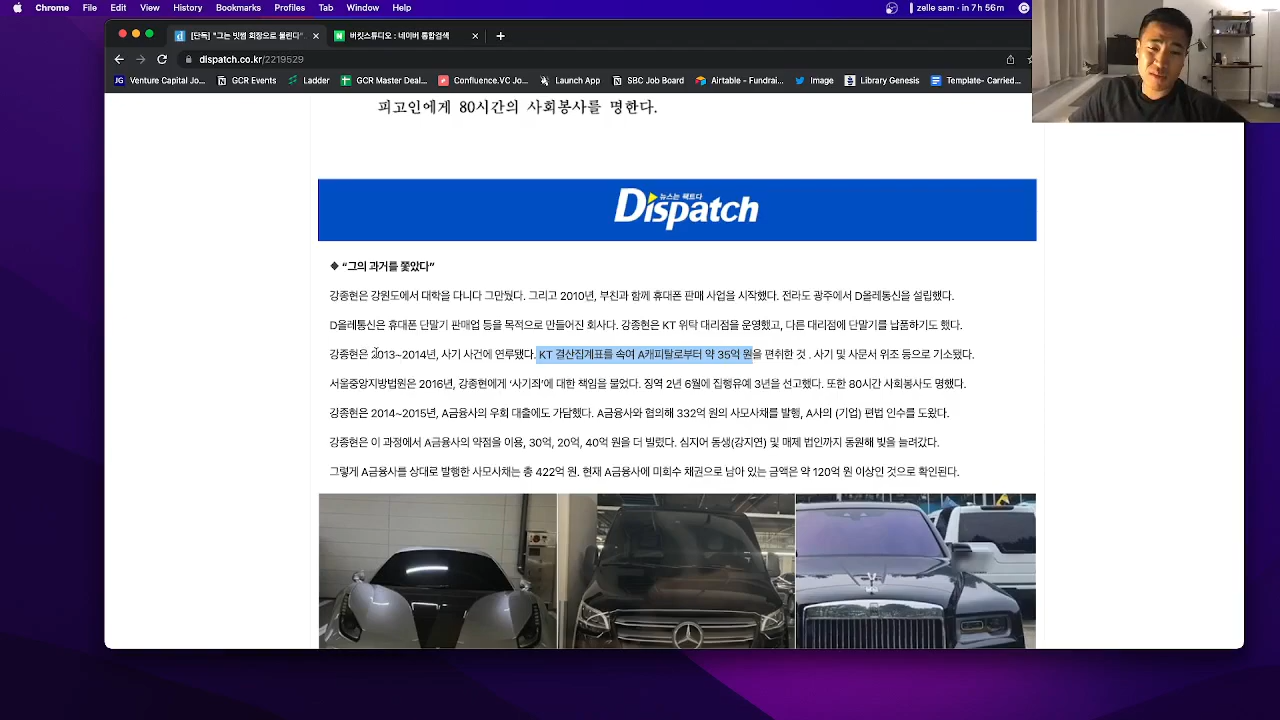 Chrome File Edit View History Bookmarks Profiles Tab Window Help
zelle sam · in 7 h 56m
[단독] "그는 빗썸 회장으로 불린다"
버킷스튜디오 : 네이버 통합검색
dispatch.co.kr/2219529
Venture Capital Jo... GCR Events Ladder GCR Master Deal... Confluence.VC Jo... Launch App SBC Job Board Airtable - Fundrai... Image Library Genesis Template- Carried...
피고인에게 80시간의 사회봉사를 명한다.
뉴스는 팩트다
Dispatch
◆ “그의 과거를 쫓았다”
강종현은 강원도에서 대학을 다니다 그만뒀다. 그리고 2010년, 부친과 함께 휴대폰 판매 사업을 시작했다. 전라도 광주에서 D올레통신을 설립했다.
D올레통신은 휴대폰 단말기 판매업 등을 목적으로 만들어진 회사다. 강종현은 KT 위탁 대리점을 운영했고, 다른 대리점에 단말기를 납품하기도 했다.
강종현은 2013~2014년, 사기 사건에 연루됐다. KT 결산집계표를 속여 A캐피탈로부터 약 35억 원을 편취한 것 . 사기 및 사문서 위조 등으로 기소됐다.
서울중앙지방법원은 2016년, 강종현에게 ‘사기죄’에 대한 책임을 물었다. 징역 2년 6월에 집행유예 3년을 선고했다. 또한 80시간 사회봉사도 명했다.
강종현은 2014~2015년, A금융사의 우회 대출에도 가담했다. A금융사와 협의해 332억 원의 사모사채를 발행, A사의 (기업) 편법 인수를 도왔다.
강종현은 이 과정에서 A금융사의 약점을 이용, 30억, 20억, 40억 원을 더 빌렸다. 심지어 동생(강지연) 및 매제 법인까지 동원해 빚을 늘려갔다.
그렇게 A금융사를 상대로 발행한 사모사채는 총 422억 원. 현재 A금융사에 미회수 채권으로 남아 있는 금액은 약 120억 원 이상인 것으로 확인된다.